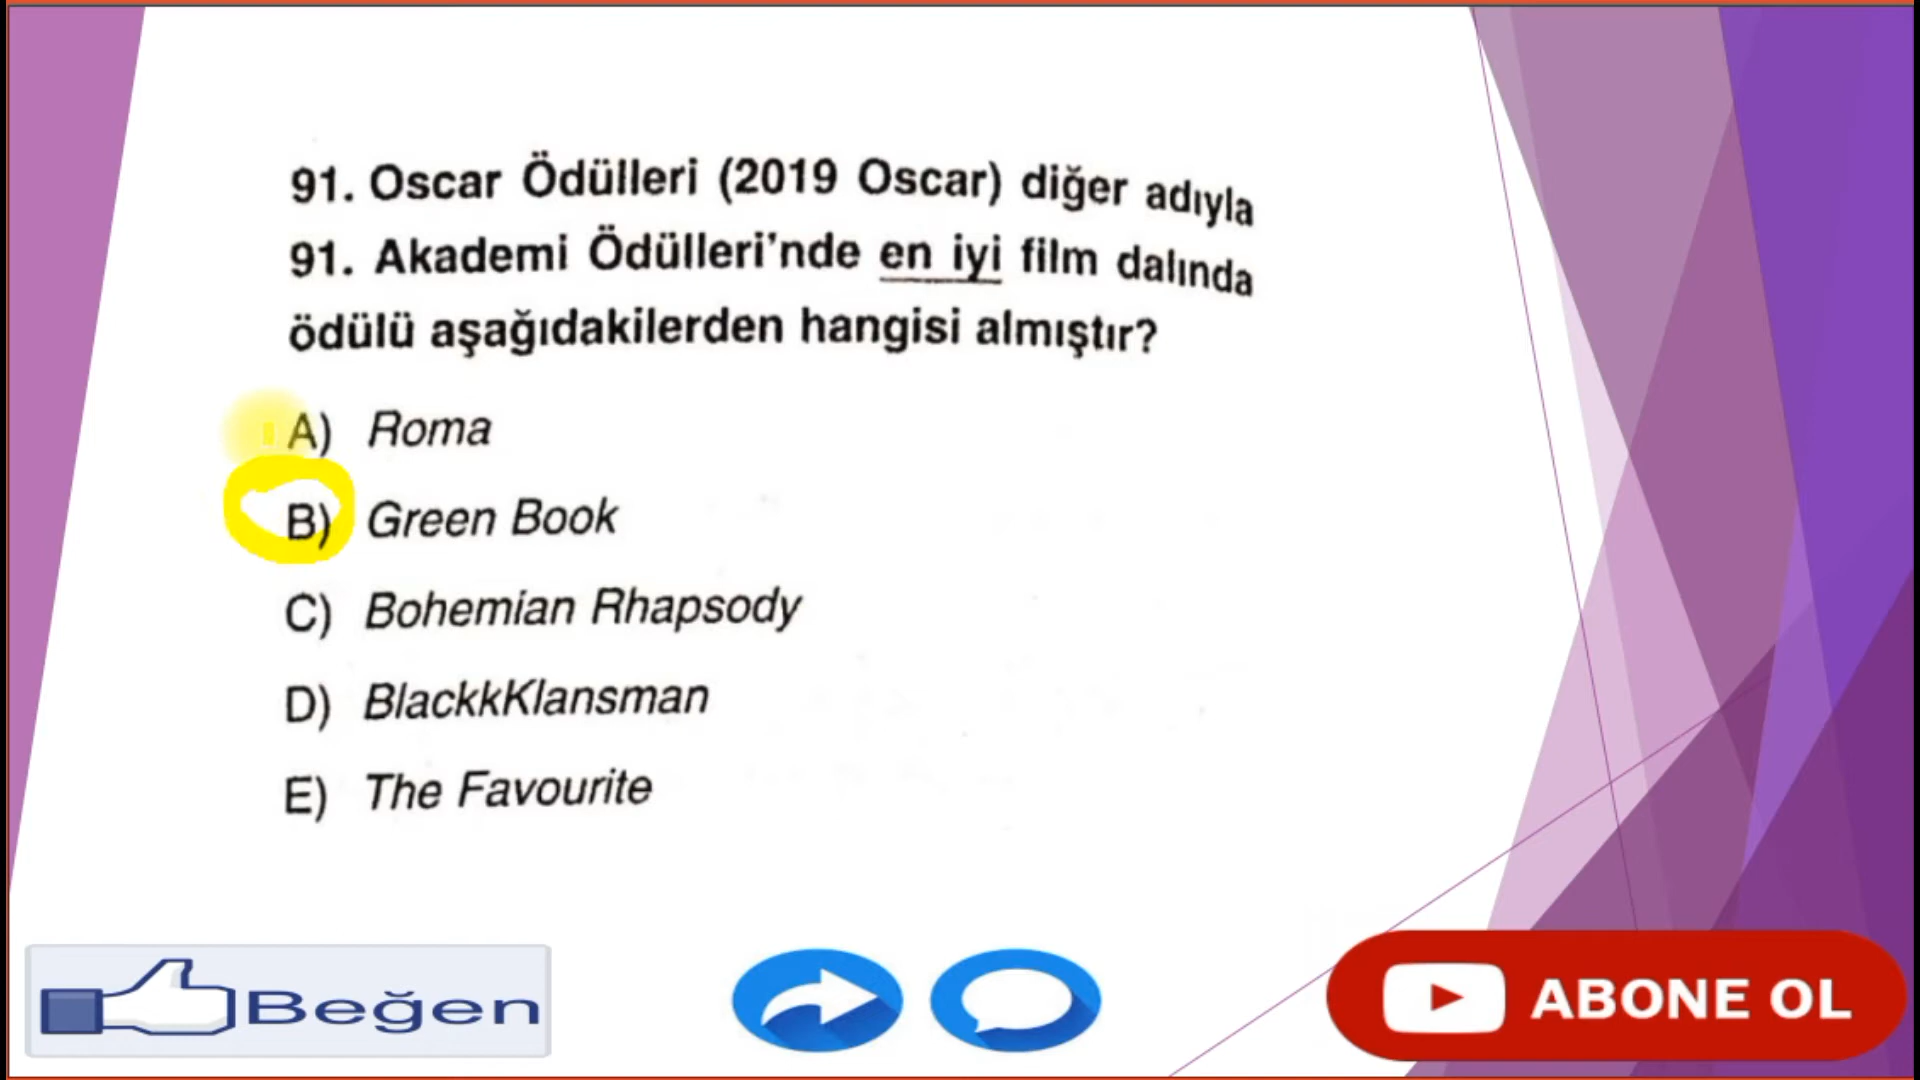 91. Oscar Ödülleri (2019 Oscar) diğer adıyla
91. Akademi Ödülleri'nde en iyi film dalında
ödülü aşağıdakilerden hangisi almıştır?
A) Roma
B) Green Book
C) Bohemian Rhapsody
D) BlackkKlansman
E) The Favourite
Beğen
ABONE OL